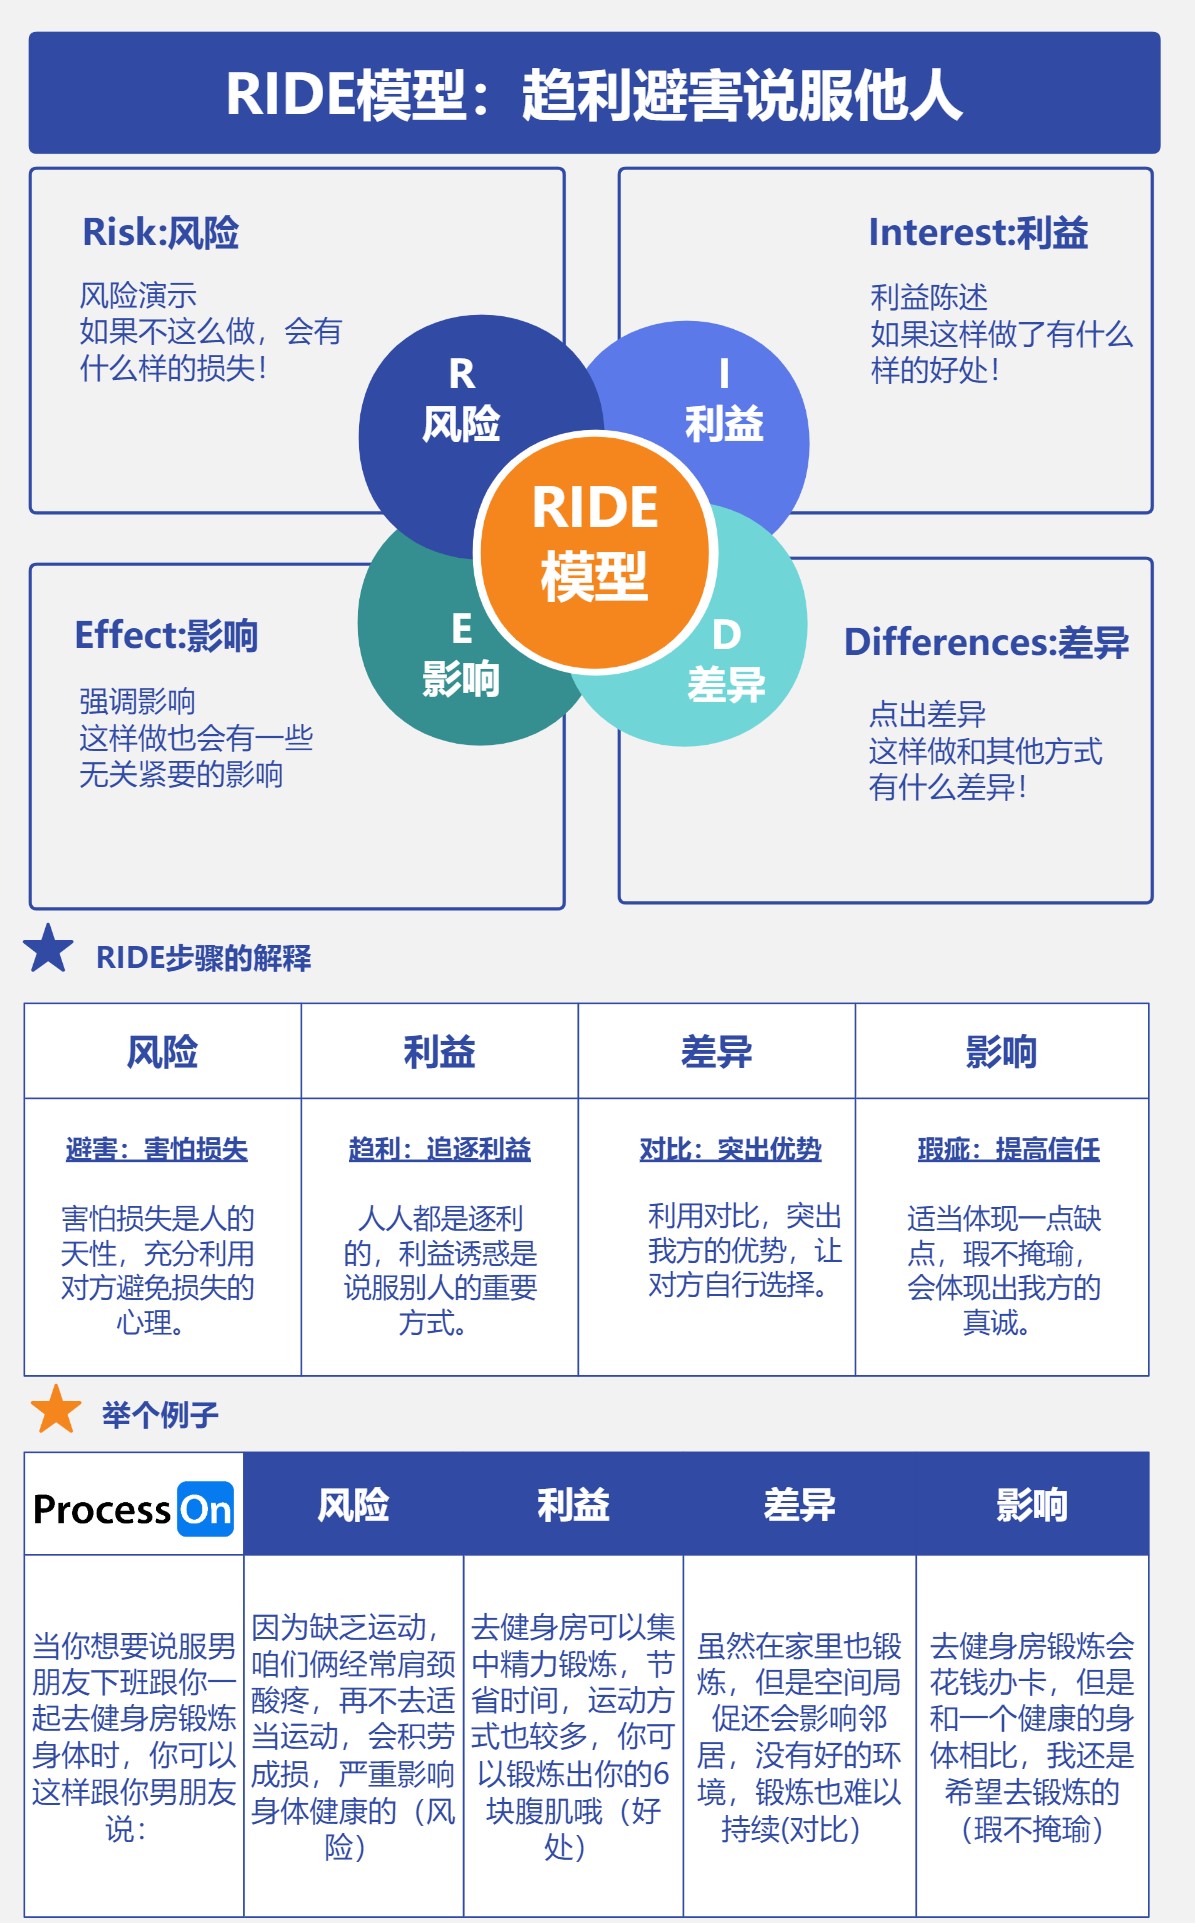 RIDE模型：趋利避害说服他人
Risk:风险
风险演示
如果不这么做，会有
什么样的损失！
Interest:利益
利益陈述
如果这样做了有什么
样的好处！
R
风险
I
利益
RIDE
模型
E
影响
D
差异
Effect:影响
强调影响
这样做也会有一些
无关紧要的影响
Differences:差异
点出差异
这样做和其他方式
有什么差异！
RIDE步骤的解释
风险
利益
差异
影响
避害：害怕损失
害怕损失是人的
天性，充分利用
对方避免损失的
心理。
趋利：追逐利益
人人都是逐利
的，利益诱惑是
说服别人的重要
方式。
对比：突出优势
利用对比，突出
我方的优势，让
对方自行选择。
瑕疵：提高信任
适当体现一点缺
点，瑕不掩瑜，
会体现出我方的
真诚。
举个例子
ProcessOn
风险
利益
差异
影响
当你想要说服男
朋友下班跟你一
起去健身房锻炼
身体时，你可以
这样跟你男朋友
说：
因为缺乏运动，
咱们俩经常肩颈
酸疼，再不去适
当运动，会积劳
成损，严重影响
身体健康的（风
险）
去健身房可以集
中精力锻炼，节
省时间，运动方
式也较多，你可
以锻炼出你的6
块腹肌哦（好
处）
虽然在家里也锻
炼，但是空间局
促还会影响邻
居，没有好的环
境，锻炼也难以
持续(对比）
去健身房锻炼会
花钱办卡，但是
和一个健康的身
体相比，我还是
希望去锻炼的
（瑕不掩瑜）